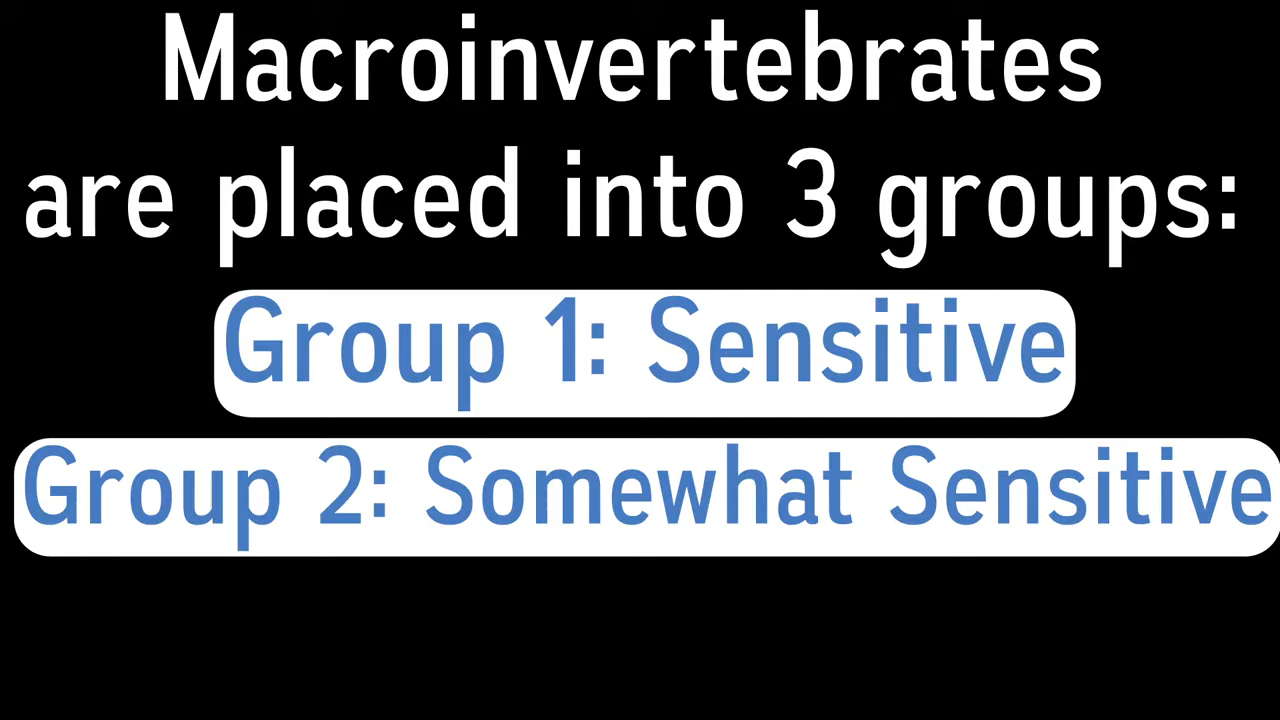 Macroinvertebrates
are placed into 3 groups:
Group 1: Sensitive
Group 2: Somewhat Sensitive